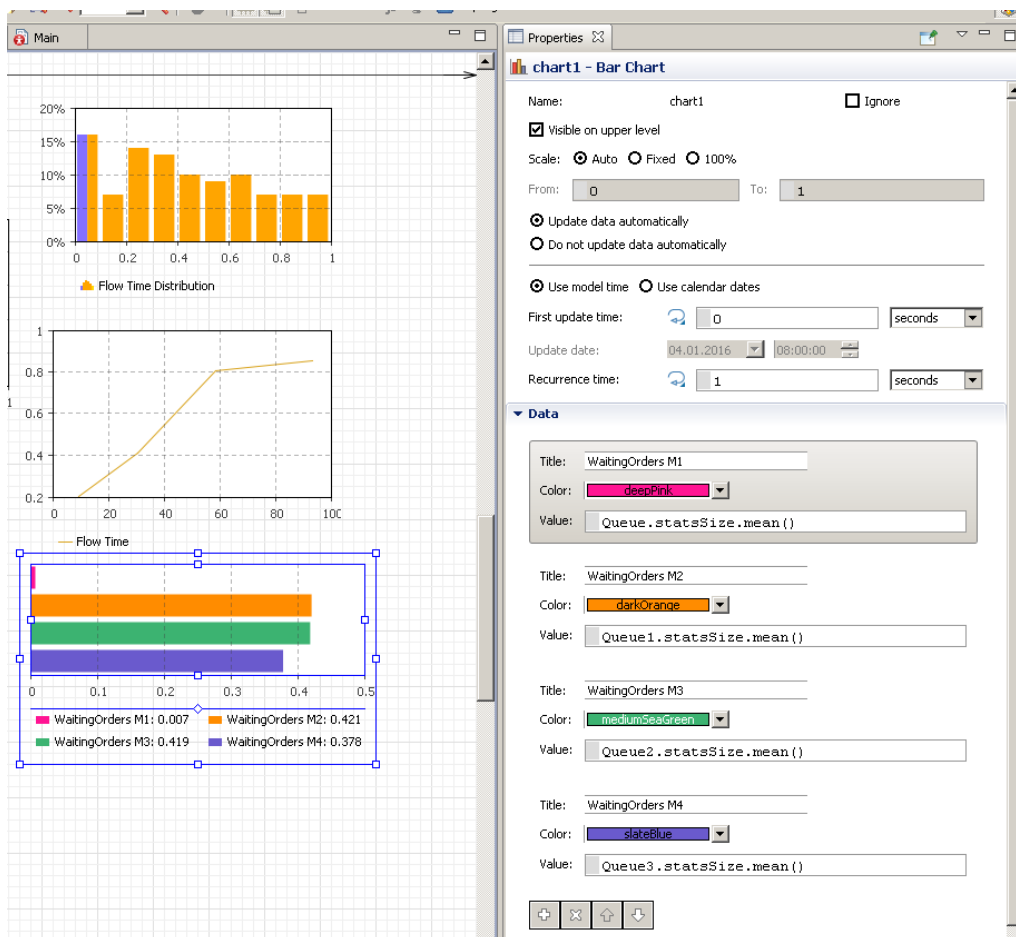 Main
20%
15%
10%
5%
0%
0 0.2 0.4 0.6 0.8 1
Flow Time Distribution
1
0.8
0.6
0.4
0.2
0 20 40 60 80 100
1
Flow Time
0 0.1 0.2 0.3 0.4 0.5
WaitingOrders M1: 0.007 WaitingOrders M2: 0.421
WaitingOrders M3: 0.419 WaitingOrders M4: 0.378
Properties
chart1 - Bar Chart
Name: chart1 Ignore
Visible on upper level
Scale: Auto Fixed 100%
From: 0 To: 1
Update data automatically
Do not update data automatically
Use model time Use calendar dates
First update time: 0 seconds
Update date: 04.01.2016 08:00:00
Recurrence time: 1 seconds
Data
Title: WaitingOrders M1
Color: deepPink
Value: Queue.statsSize.mean()
Title: WaitingOrders M2
Color: darkOrange
Value: Queue1.statsSize.mean()
Title: WaitingOrders M3
Color: mediumSeaGreen
Value: Queue2.statsSize.mean()
Title: WaitingOrders M4
Color: slateBlue
Value: Queue3.statsSize.mean()